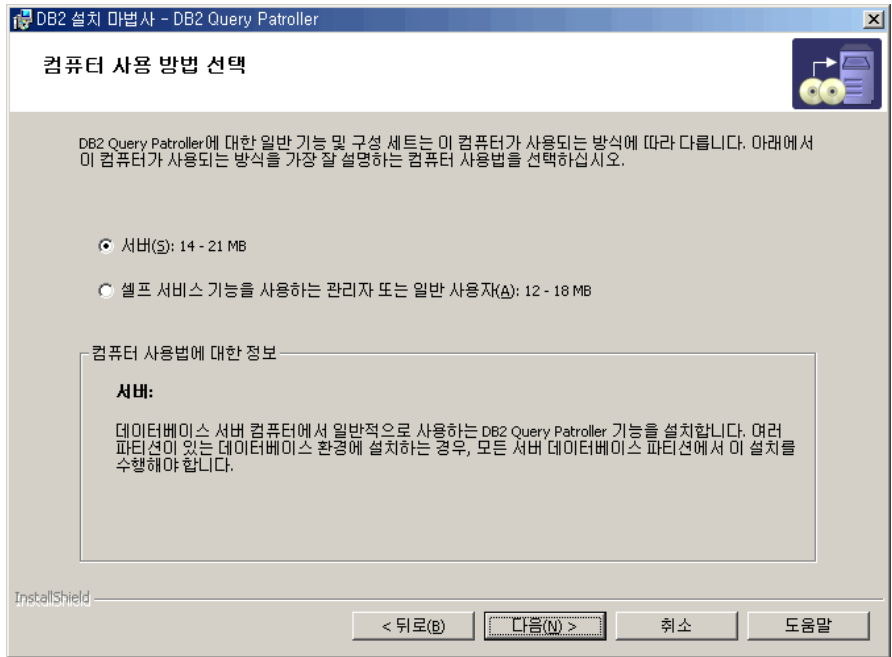 DB2 설치 마법사 - DB2 Query Patroller
컴퓨터 사용 방법 선택
DB2 Query Patroller에 대한 일반 기능 및 구성 세트는 이 컴퓨터가 사용되는 방식에 따라 다릅니다. 아래에서
이 컴퓨터가 사용되는 방식을 가장 잘 설명하는 컴퓨터 사용법을 선택하십시오.
서버(S): 14 - 21 MB
셀프 서비스 기능을 사용하는 관리자 또는 일반 사용자(A): 12 - 18 MB
컴퓨터 사용법에 대한 정보
서버:
데이터베이스 서버 컴퓨터에서 일반적으로 사용하는 DB2 Query Patroller 기능을 설치합니다. 여러
파티션이 있는 데이터베이스 환경에 설치하는 경우, 모든 서버 데이터베이스 파티션에서 이 설치를
수행해야 합니다.
InstallShield
< 뒤로(B) 다음(N) > 취소 도움말